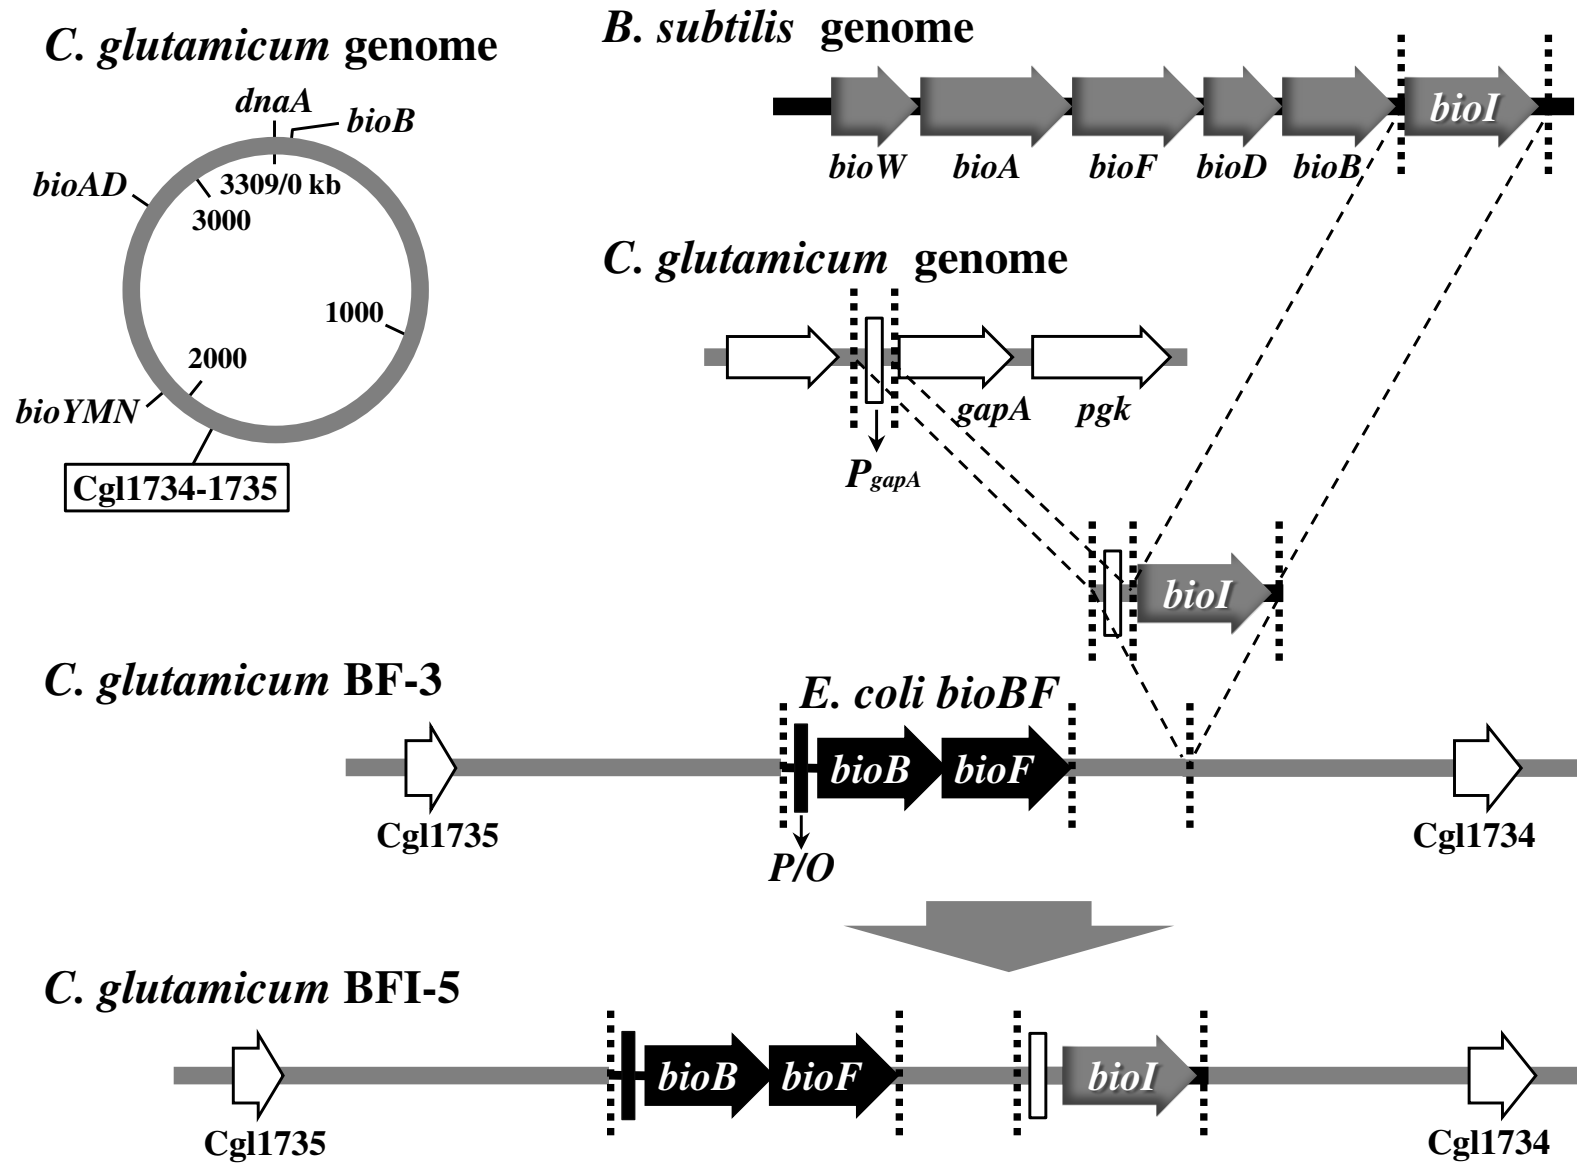 C. glutamicum genome
dnaA
bioB
bioAD
3309/0 kb
3000
1000
2000
bioYMN
Cgl1734-1735
B. subtilis genome
bioI
bioW bioA bioF bioD bioB
C. glutamicum genome
gapA pgk
PgapA
bioI
C. glutamicum BF-3
E. coli bioBF
bioB bioF
Cgl1735
Cgl1734
P/O
C. glutamicum BFI-5
bioB bioF bioI
Cgl1735
Cgl1734